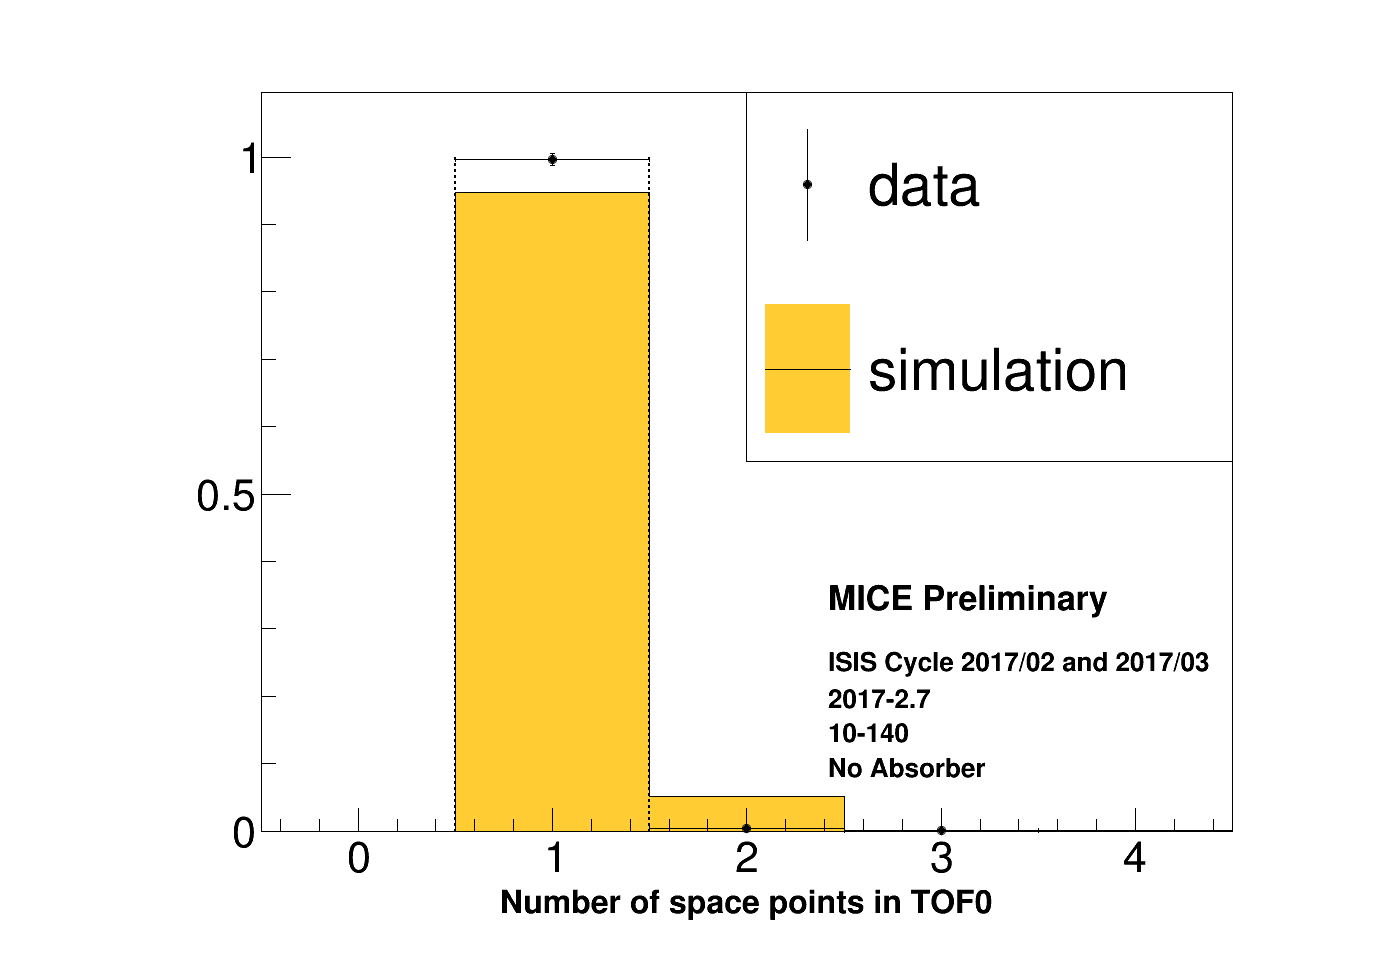 1
0.5
0
0 1 2 3 4
Number of space points in TOF0
data
simulation
MICE Preliminary
ISIS Cycle 2017/02 and 2017/03
2017-2.7
10-140
No Absorber